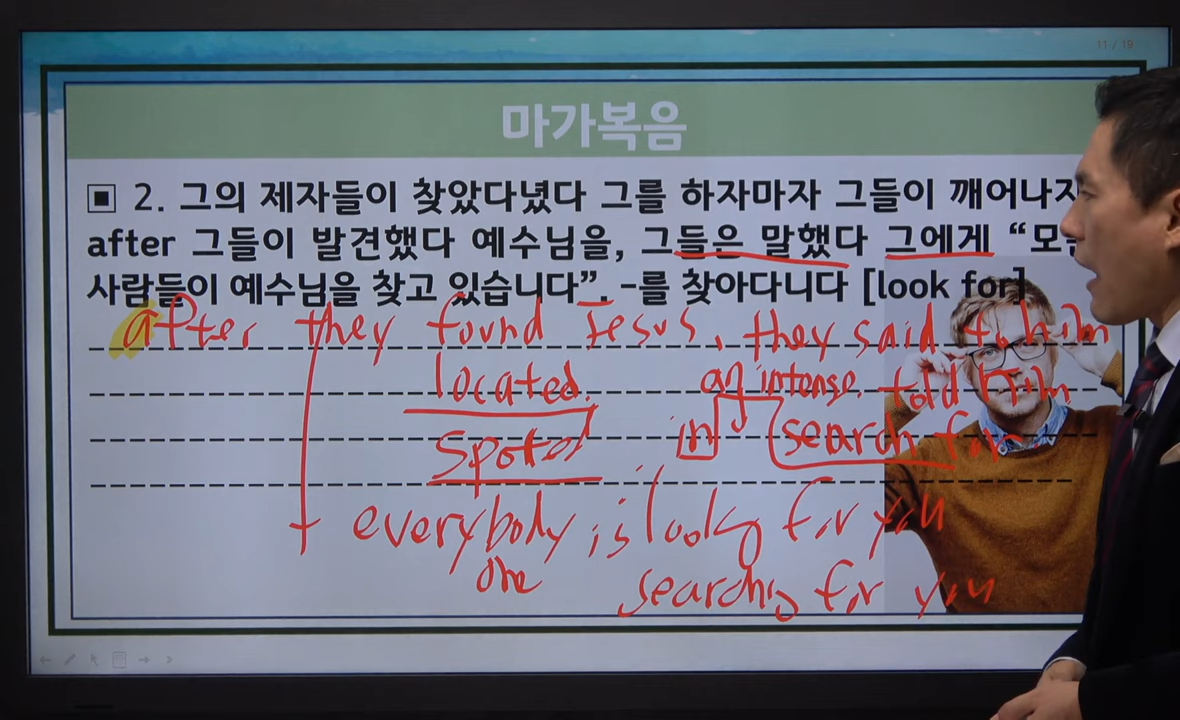 11 / 19
마가복음
▣ 2. 그의 제자들이 찾았다녔다 그를 하자마자 그들이 깨어나자
after 그들이 발견했다 예수님을, 그들은 말했다 그에게 “모든
사람들이 예수님을 찾고 있습니다”. -를 찾아다니다 [look for]
after they found Jesus, they said to him
located. an intense. told him
spotted in search for
everybody is looking for you
one searching for you